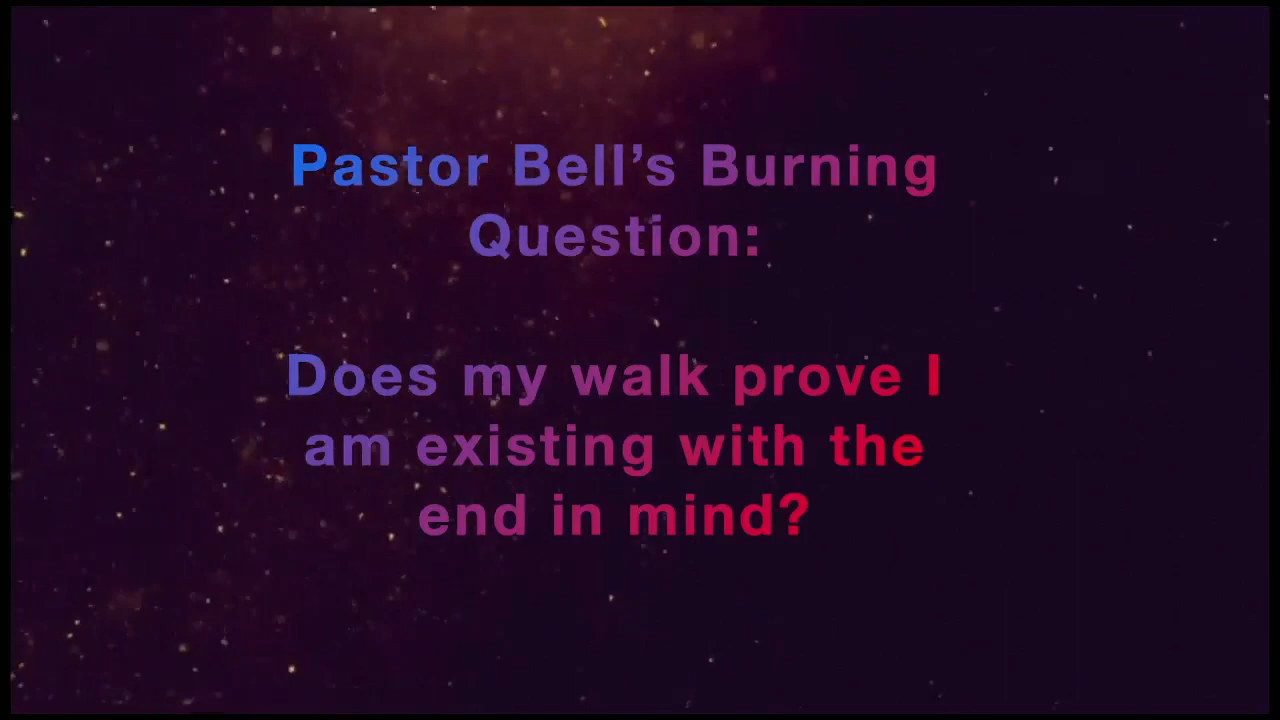 Pastor Bell’s Burning
Question:
Does my walk prove I
am existing with the
end in mind?